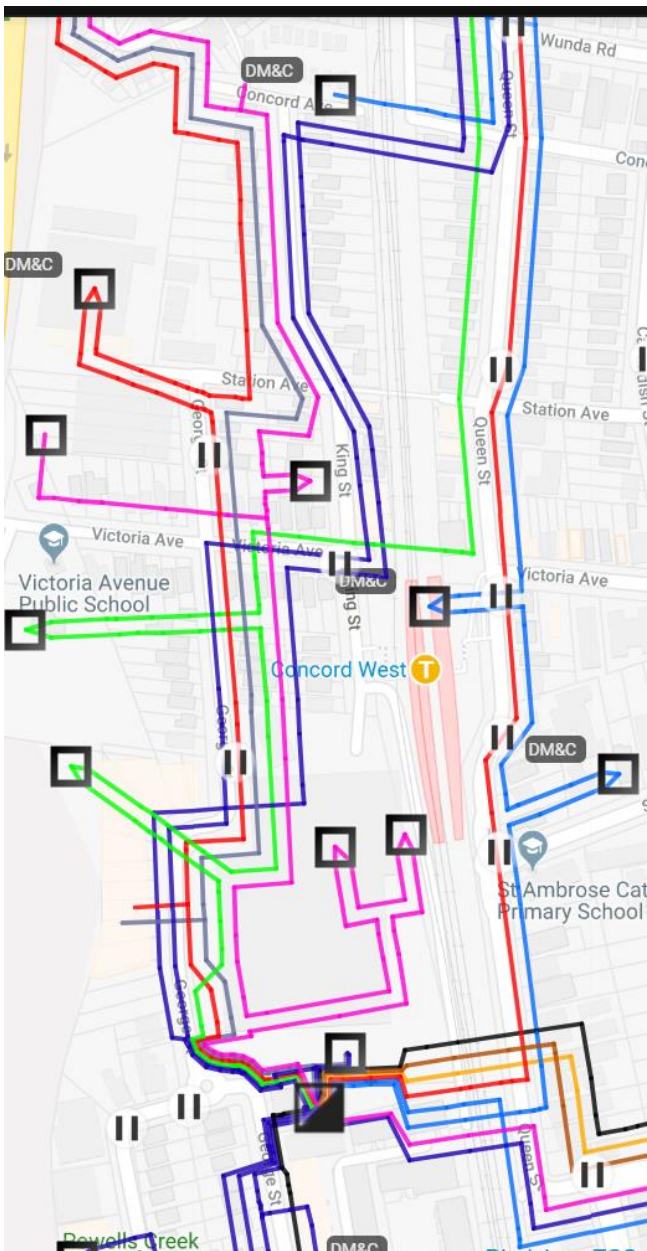 Wunda Rd
DM&C
Concord Ave
Queen St
Conc
DM&C
Station Ave
George
Station Ave
King St
Queen St
Victoria Ave
Victoria Ave
Victoria Ave
DM&C
Victoria Avenue
Public School
King St
Concord West
T
Georg
DM&C
St Ambrose Cat
Primary School
George
Queen S
George St
Powells Creek
DM&C